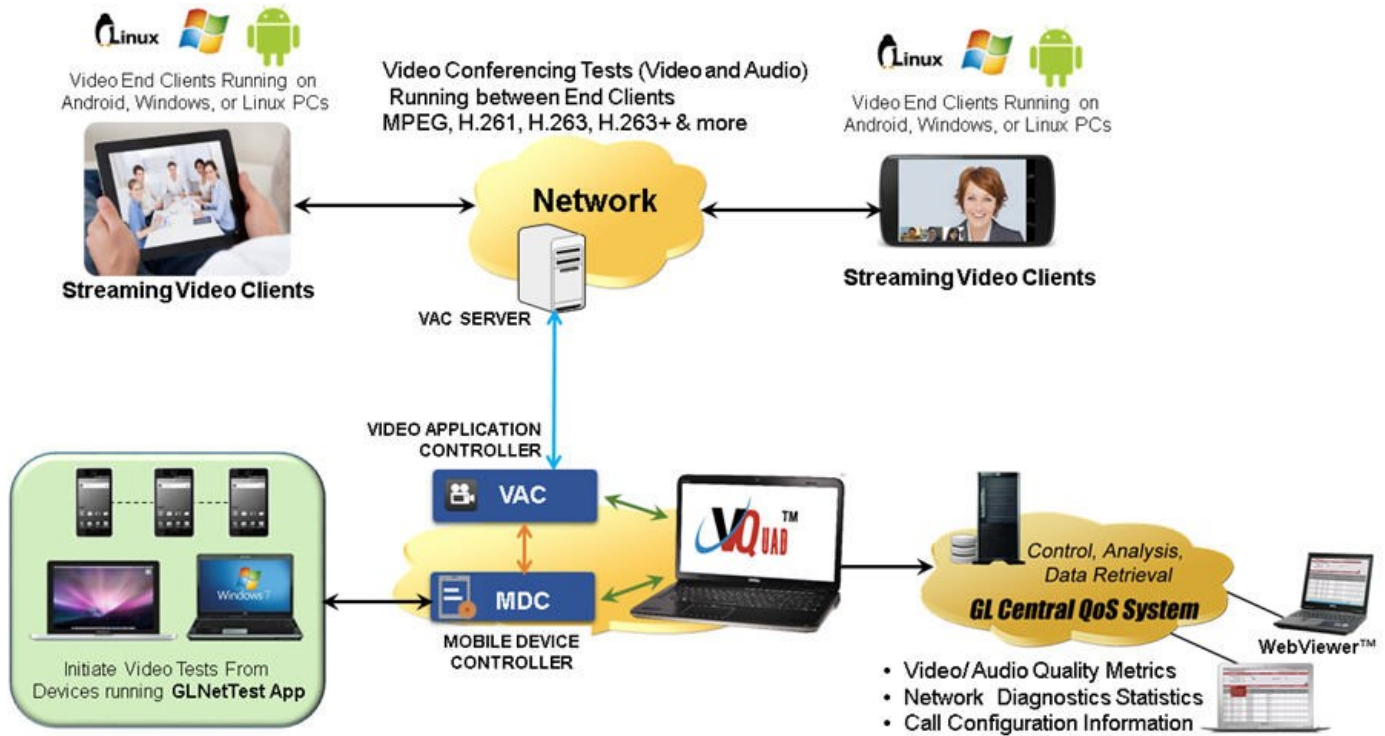 Linux
Video End Clients Running on
Android, Windows, or Linux PCs
Streaming Video Clients
Video Conferencing Tests (Video and Audio)
Running between End Clients
MPEG, H.261, H.263, H.263+ & more
Network
VAC SERVER
Linux
Video End Clients Running on
Android, Windows, or Linux PCs
Streaming Video Clients
VIDEO APPLICATION
CONTROLLER
VAC
MDC
MOBILE DEVICE
CONTROLLER
Windows 7
Initiate Video Tests From
Devices running GLNetTest App
VQUAD™
Control, Analysis,
Data Retrieval
GL Central QoS System
WebViewer™
• Video/ Audio Quality Metrics
• Network Diagnostics Statistics
• Call Configuration Information